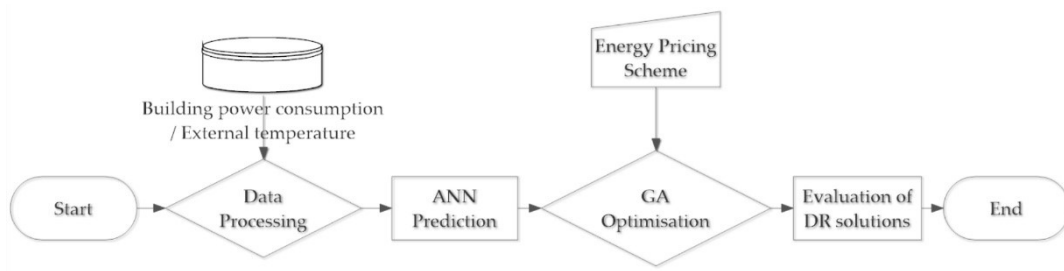 Energy Pricing
Scheme
Building power consumption
/ External temperature
Start
Data
Processing
ANN
Prediction
GA
Optimisation
Evaluation of
DR solutions
End